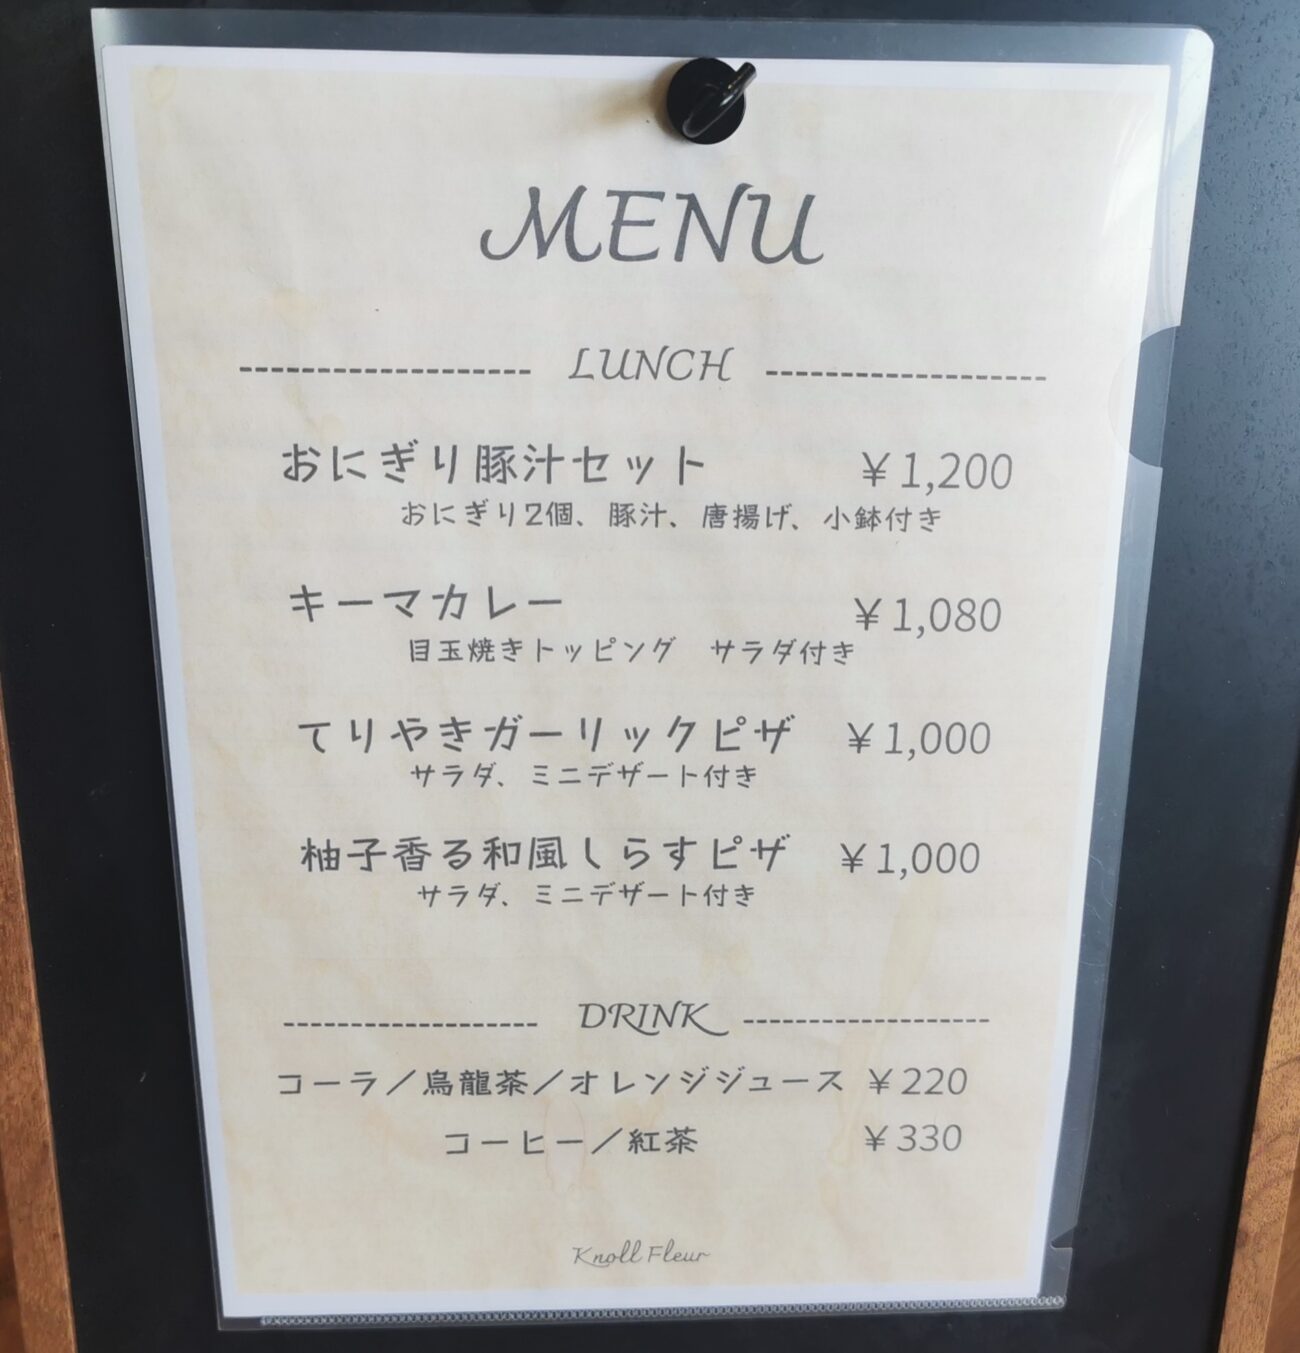 MENU
LUNCH
おにぎり豚汁セット ￥1,200
おにぎり2個、豚汁、唐揚げ、小鉢付き
キーマカレー ￥1,080
目玉焼きトッピング サラダ付き
てりやきガーリックピザ ￥1,000
サラダ、ミニデザート付き
柚子香る和風しらすピザ ￥1,000
サラダ、ミニデザート付き
DRINK
コーラ／烏龍茶／オレンジジュース ￥220
コーヒー／紅茶 ￥330
Knoll Fleur